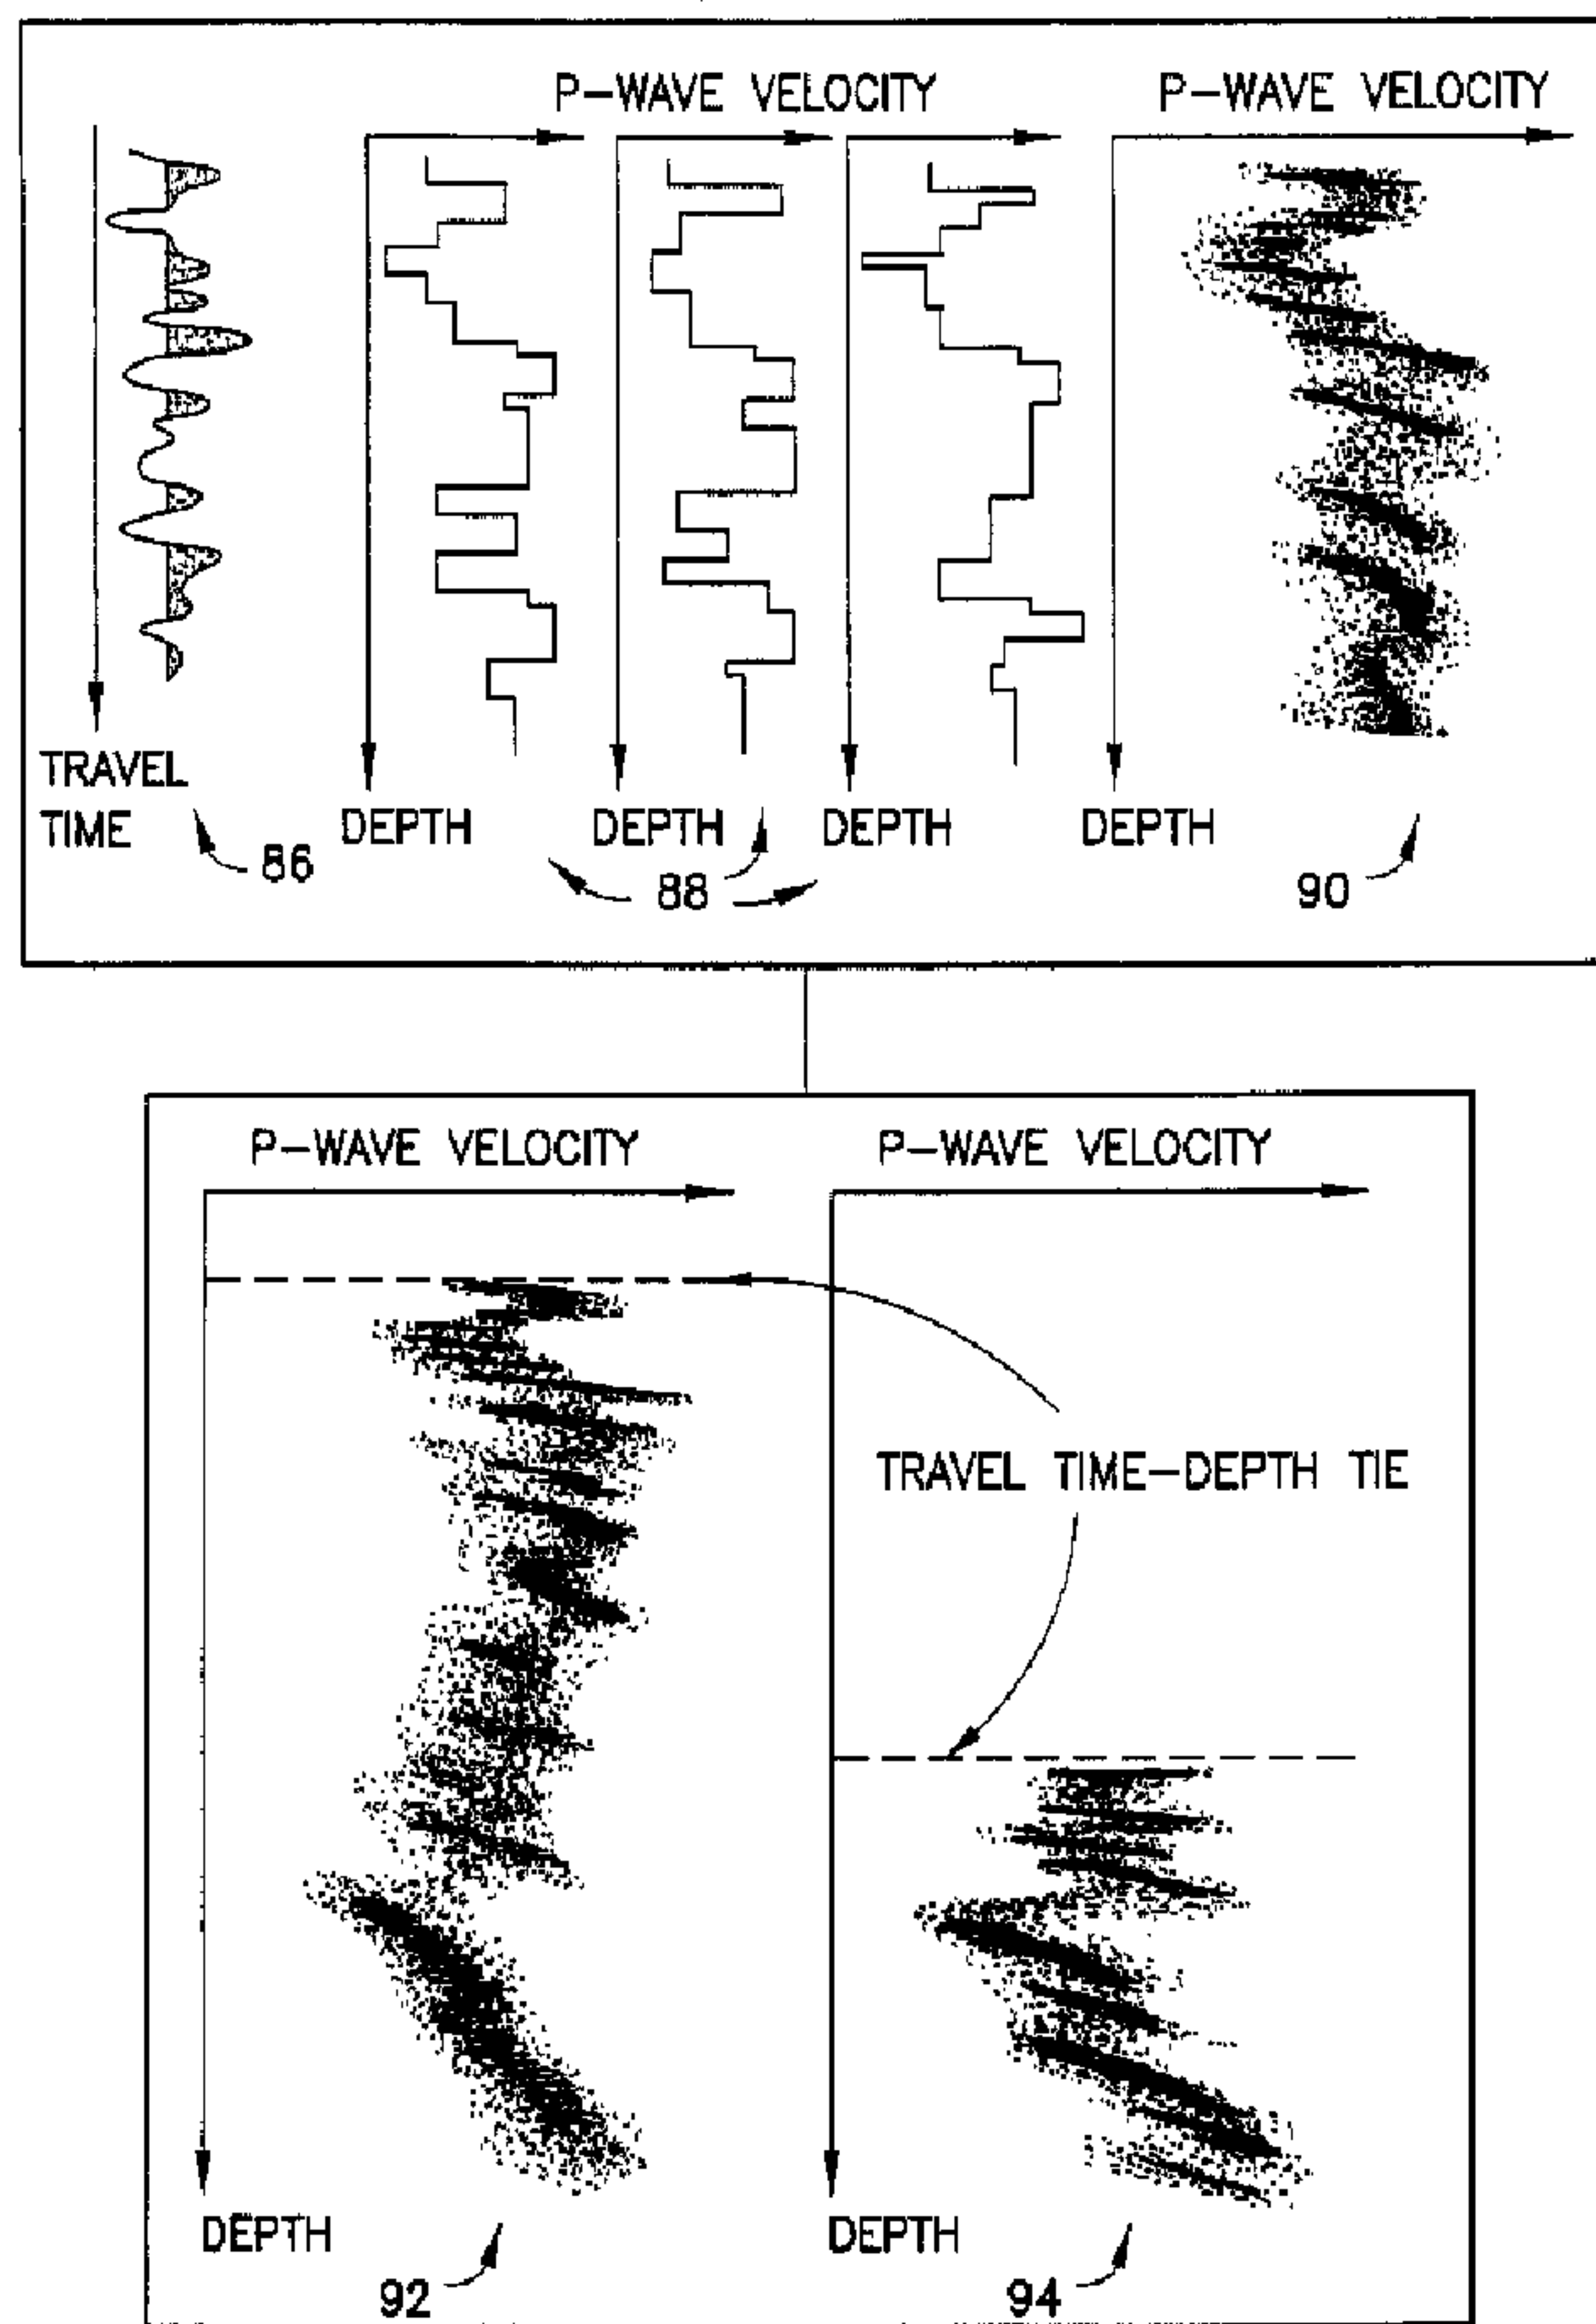 P-WAVE VELOCITY
P-WAVE VELOCITY
TRAVEL
TIME
DEPTH
DEPTH
DEPTH
DEPTH
86
88
90
P-WAVE VELOCITY
P-WAVE VELOCITY
TRAVEL TIME-DEPTH TIE
DEPTH
DEPTH
92
94